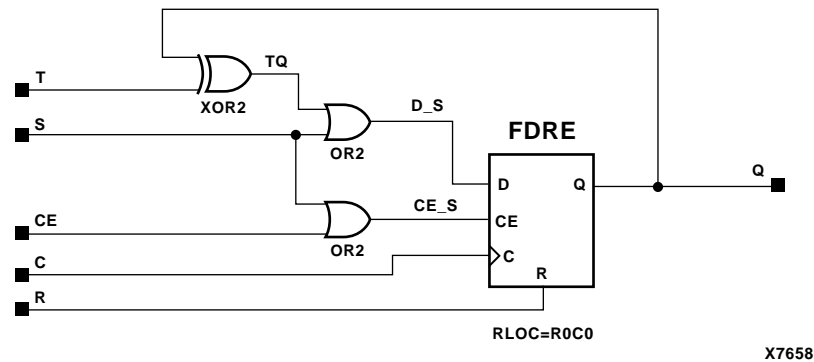 T
TQ
XOR2
S
D_S
OR2
FDRE
Q
D
Q
CE
CE_S
CE
OR2
C
C
R
R
RLOC=R0C0
X7658